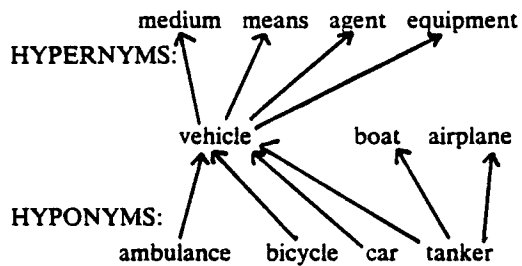 medium means agent equipment
HYPERNYMS:
vehicle boat airplane
HYPONYMS:
ambulance bicycle car tanker